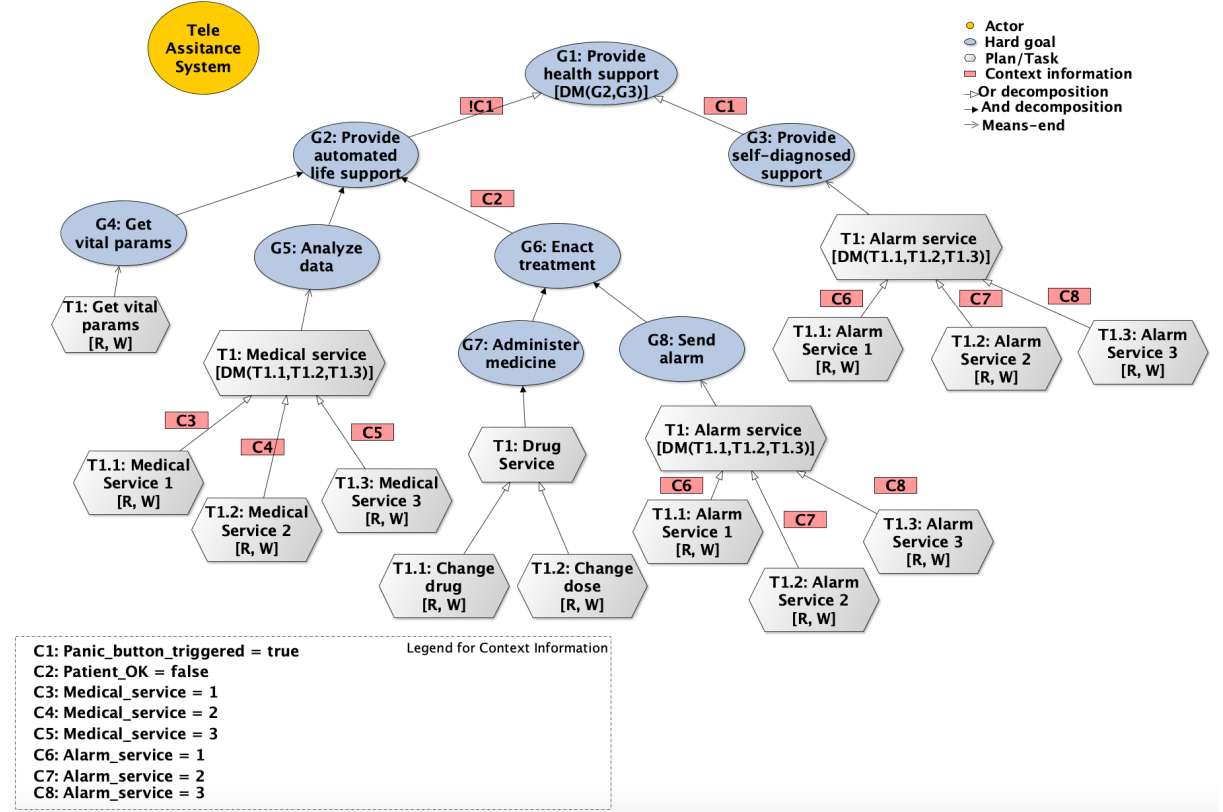 Tele
Assitance
System
G1: Provide
health support
[DM(G2,G3)]
Actor
Hard goal
Plan/Task
Context information
Or decomposition
And decomposition
Means-end
!C1
C1
G2: Provide
automated
life support
G3: Provide
self-diagnosed
support
C2
G4: Get
vital params
G5: Analyze
data
G6: Enact
treatment
T1: Alarm service
[DM(T1.1,T1.2,T1.3)]
C6
C7
C8
T1: Get vital
params
[R, W]
G7: Administer
medicine
G8: Send
alarm
T1.1: Alarm
Service 1
[R, W]
T1.2: Alarm
Service 2
[R, W]
T1.3: Alarm
Service 3
[R, W]
T1: Medical service
[DM(T1.1,T1.2,T1.3)]
C3
C4
C5
T1: Drug
Service
T1: Alarm service
[DM(T1.1,T1.2,T1.3)]
T1.1: Medical
Service 1
[R, W]
T1.2: Medical
Service 2
[R, W]
T1.3: Medical
Service 3
[R, W]
C6
C7
C8
T1.1: Alarm
Service 1
[R, W]
T1.2: Alarm
Service 2
[R, W]
T1.3: Alarm
Service 3
[R, W]
T1.1: Change
drug
[R, W]
T1.2: Change
dose
[R, W]
Legend for Context Information
C1: Panic_button_triggered = true
C2: Patient_OK = false
C3: Medical_service = 1
C4: Medical_service = 2
C5: Medical_service = 3
C6: Alarm_service = 1
C7: Alarm_service = 2
C8: Alarm_service = 3